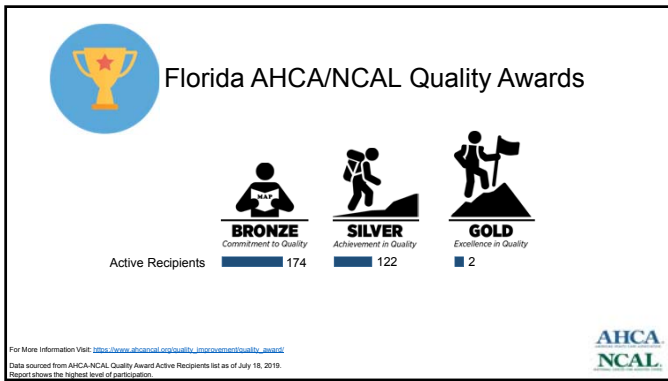 Florida AHCA/NCAL Quality Awards
MAP
BRONZE
Commitment to Quality
SILVER
Achievement in Quality
GOLD
Excellence in Quality
Active Recipients 174 122 2
For More Information Visit: https://www.ahcancal.org/quality_improvement/quality_award/
Data sourced from AHCA-NCAL Quality Award Active Recipients list as of July 18, 2019.
Report shows the highest level of participation.
AHCA
NCAL